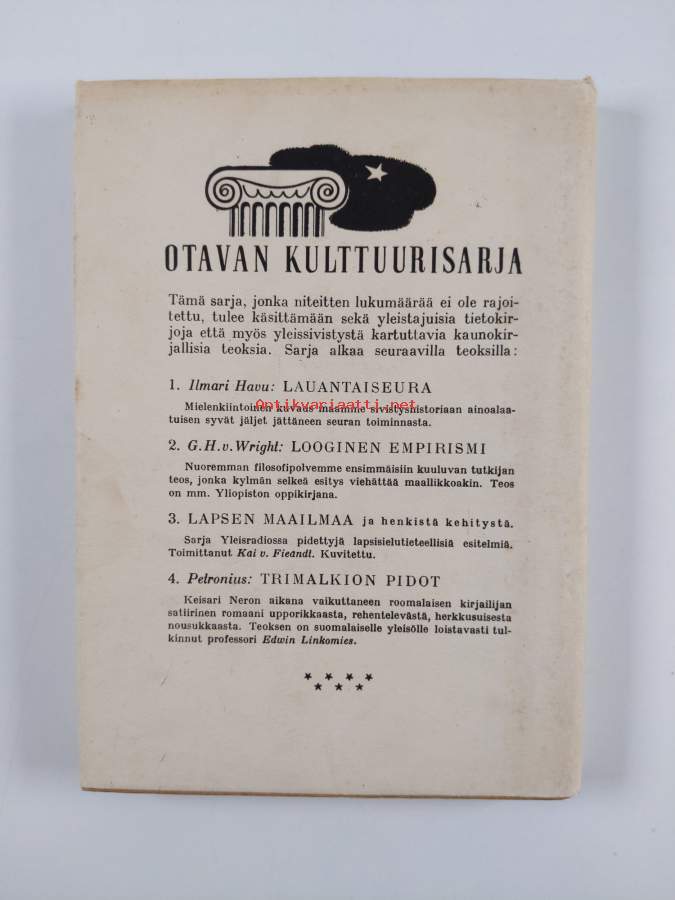 OTAVAN KULTTUURISARJA
Tämä sarja, jonka niteitten lukumäärää ei ole rajoi-
tettu, tulee käsittämään sekä yleistajuisia tietokir-
joja että myös yleissivistystä kartuttavia kaunokir-
jallisia teoksia. Sarja alkaa seuraavilla teoksilla:
1. Ilmari Havu: LAUANTAISEURA
Antikvariaatti.net
Mielenkiintoinen kuvaus maamme sivistyshistoriaan ainoalaa-
tuisen syvät jäljet jättäneen seuran toiminnasta.
2. G.H.v. Wright: LOOGINEN EMPIRISMI
Nuoremman filosofipolvemme ensimmäisiin kuuluvan tutkijan
teos, jonka kylmän selkeä esitys viehättää maallikkoakin. Teos
on mm. Yliopiston oppikirjana.
3. LAPSEN MAAILMAA ja henkistä kehitystä.
Sarja Yleisradiossa pidettyjä lapsisielutieteellisiä esitelmiä.
Toimittanut Kai v. Fieandt. Kuvitettu.
4. Petronius: TRIMALKION PIDOT
Keisari Neron aikana vaikuttaneen roomalaisen kirjailijan
satiirinen romaani upporikkaasta, rehentelevästä, herkkusuisesta
nousukkaasta. Teoksen on suomalaiselle yleisölle loistavasti tul-
kinnut professori Edwin Linkomies.